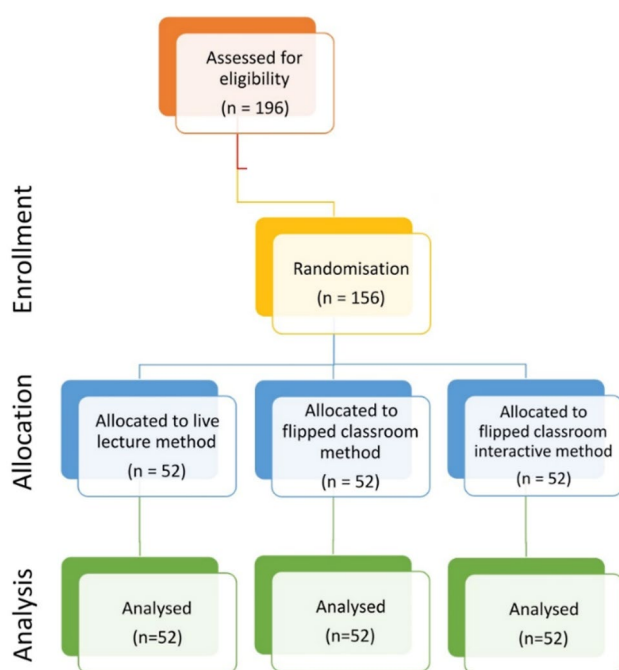 Assessed for
eligibility
(n = 196)
Enrollment
Randomisation
(n = 156)
Allocation
Allocated to live
lecture method
(n = 52)
Allocated to
flipped classroom
method
(n = 52)
Allocated to
flipped classroom
interactive method
(n = 52)
Analysis
Analysed
(n=52)
Analysed
(n=52)
Analysed
(n=52)